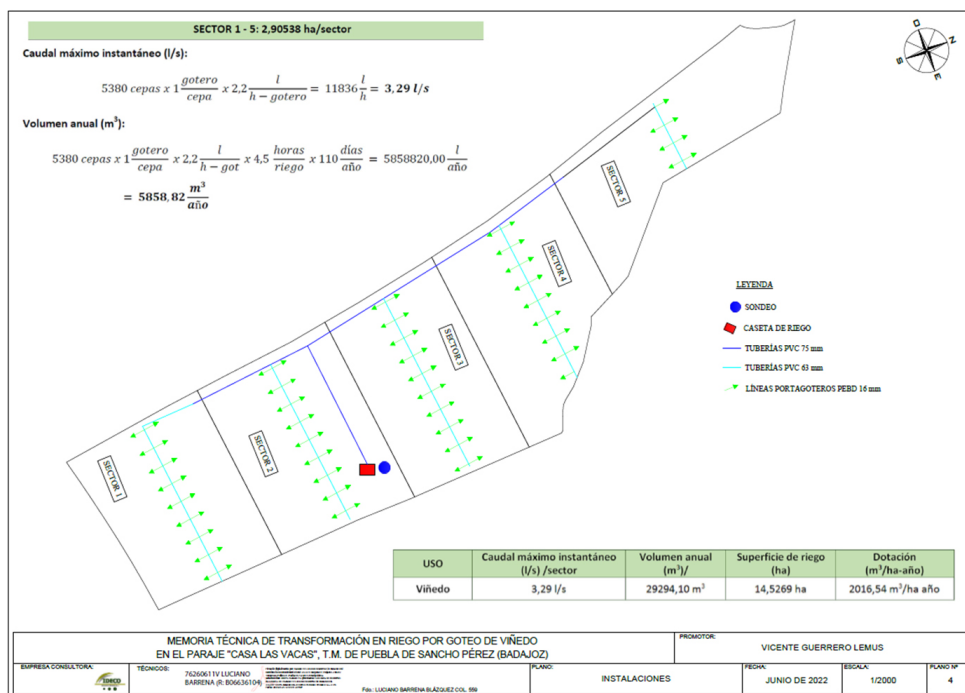 SECTOR 1 - 5: 2,90538 ha/sector
Caudal máximo instantáneo (l/s):
5380 cepas x 1 gotero/cepa x 2,2 l/h − gotero = 11836 l/h = 3,29 l/s
Volumen anual (m³):
5380 cepas x 1 gotero/cepa x 2,2 l/h − got x 4,5 horas/riego x 110 días/año = 5858820,00 l/año
= 5858,82 m³/año
O
N
S
E
SECTOR 5
SECTOR 4
SECTOR 3
SECTOR 2
SECTOR 1
LEYENDA
SONDEO
CASETA DE RIEGO
TUBERÍAS PVC 75 mm
TUBERÍAS PVC 63 mm
LÍNEAS PORTAGOTEROS PEBD 16 mm
USO Caudal máximo instantáneo (l/s) /sector Volumen anual (m³)/ Superficie de riego (ha) Dotación (m³/ha-año)
Viñedo 3,29 l/s 29294,10 m³ 14,5269 ha 2016,54 m³/ha año
MEMORIA TÉCNICA DE TRANSFORMACIÓN EN RIEGO POR GOTEO DE VIÑEDO
EN EL PARAJE "CASA LAS VACAS", T.M. DE PUEBLA DE SANCHO PÉREZ (BADAJOZ)
PROMOTOR:
VICENTE GUERRERO LEMUS
EMPRESA CONSULTORA:
TÉCNICOS:
76260611V LUCIANO
BARRENA (R: B06636104)
Fdo.: LUCIANO BARRENA BLÁZQUEZ COL. 559
PLANO:
INSTALACIONES
FECHA:
JUNIO DE 2022
ESCALA:
1/2000
PLANO Nº
4